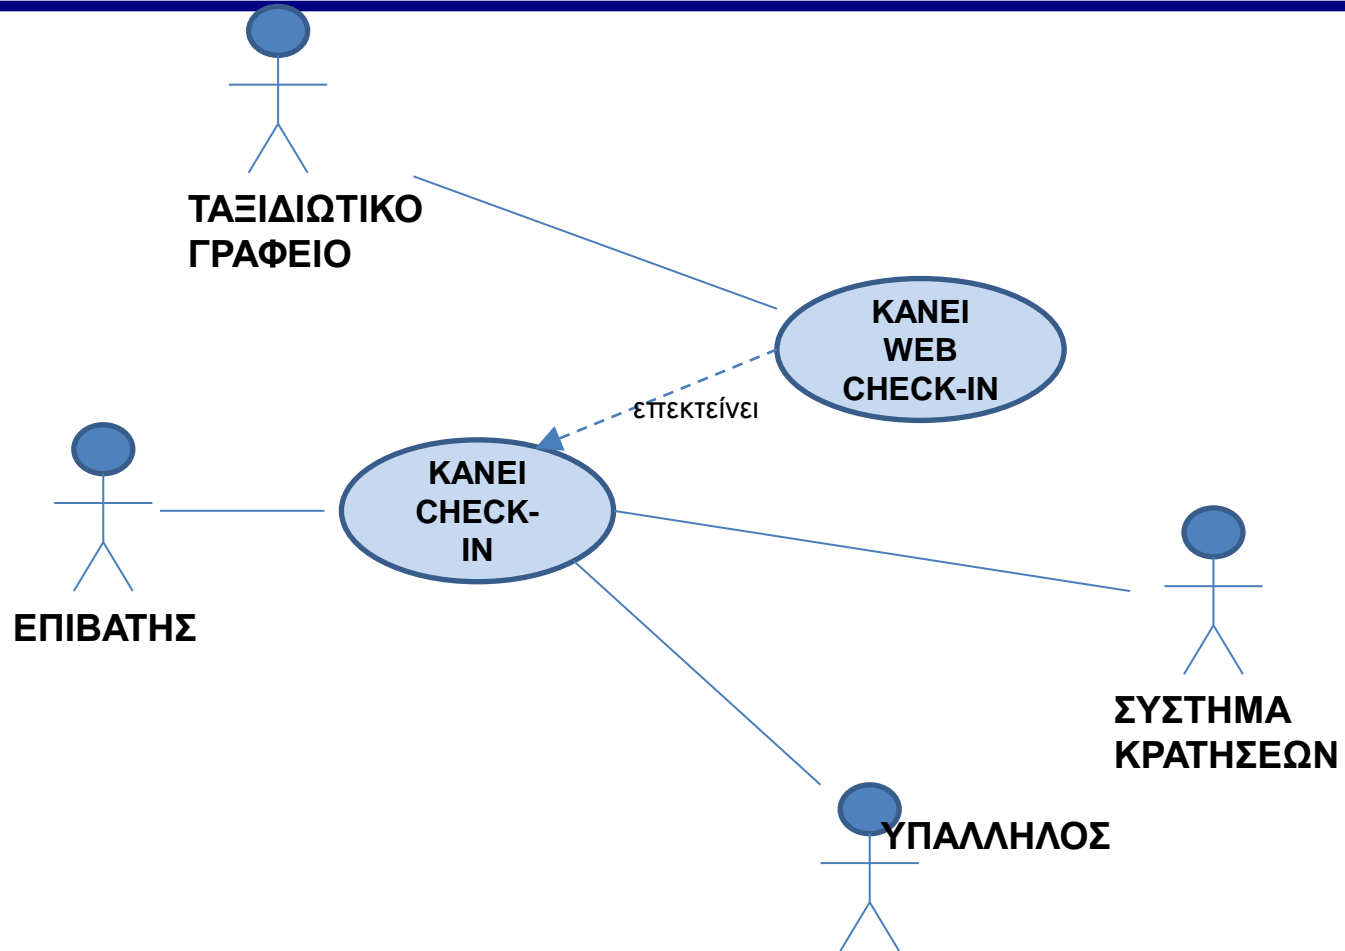 ΤΑΞΙΔΙΩΤΙΚΟ
ΓΡΑΦΕΙΟ
ΚΑΝΕΙ
WEB
CHECK-IN
επεκτείνει
ΚΑΝΕΙ
CHECK-
IN
ΕΠΙΒΑΤΗΣ
ΣΥΣΤΗΜΑ
ΚΡΑΤΗΣΕΩΝ
ΥΠΑΛΛΗΛΟΣ